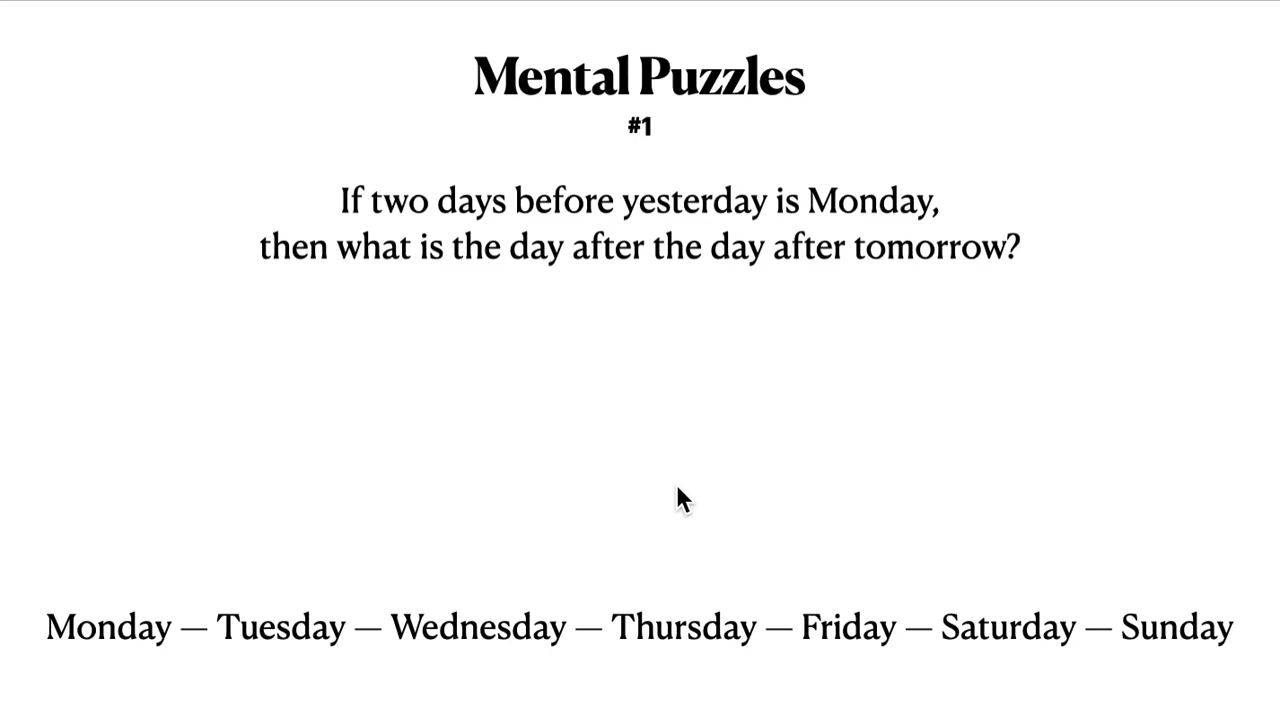 Mental Puzzles
#1
If two days before yesterday is Monday,
then what is the day after the day after tomorrow?
Monday — Tuesday — Wednesday — Thursday — Friday — Saturday — Sunday